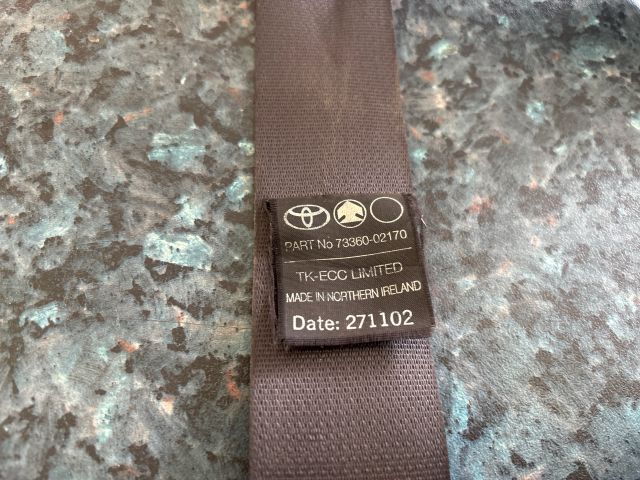 PART No 73360-02170
TK-ECC LIMITED
MADE IN NORTHERN IRELAND
Date: 271102